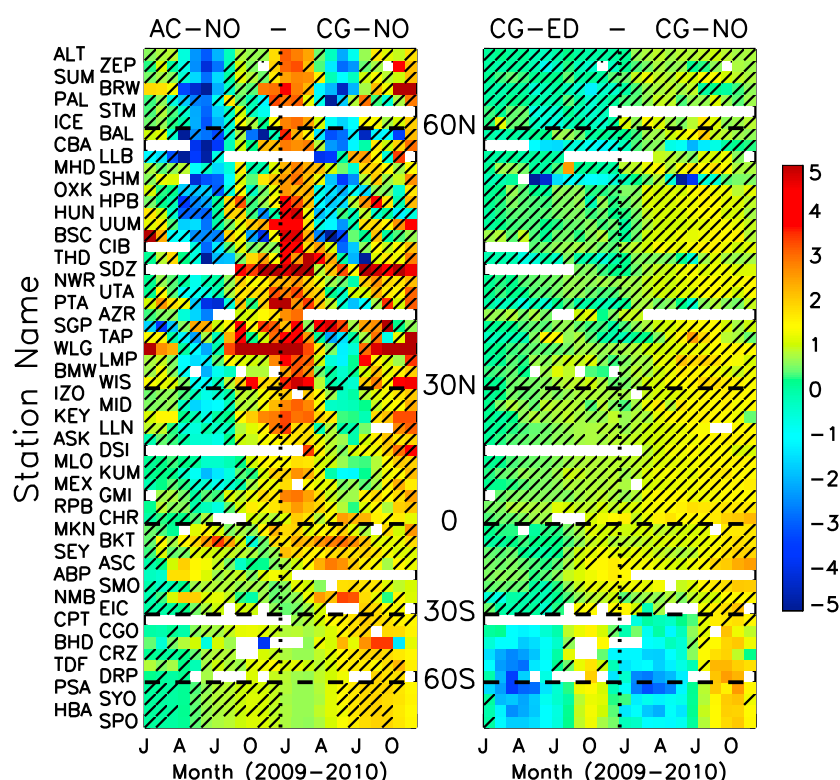 AC−NO − CG−NO
CG−ED − CG−NO
ALT
ZEP
SUM
BRW
PAL
STM
ICE
BAL
CBA
LLB
MHD
SHM
OXK
HPB
HUN
UUM
BSC
CIB
THD
SDZ
NWR
UTA
PTA
AZR
SGP
TAP
WLG
LMP
BMW
WIS
IZO
MID
KEY
LLN
ASK
DSI
MLO
KUM
MEX
GMI
RPB
CHR
MKN
BKT
SEY
ASC
ABP
SMO
NMB
EIC
CPT
CGO
BHD
CRZ
TDF
DRP
PSA
SYO
HBA
SPO
Station Name
60N
30N
0
30S
60S
5
4
3
2
1
0
−1
−2
−3
−4
−5
J A J O J A J O
J A J O J A J O
Month (2009−2010)
Month (2009−2010)